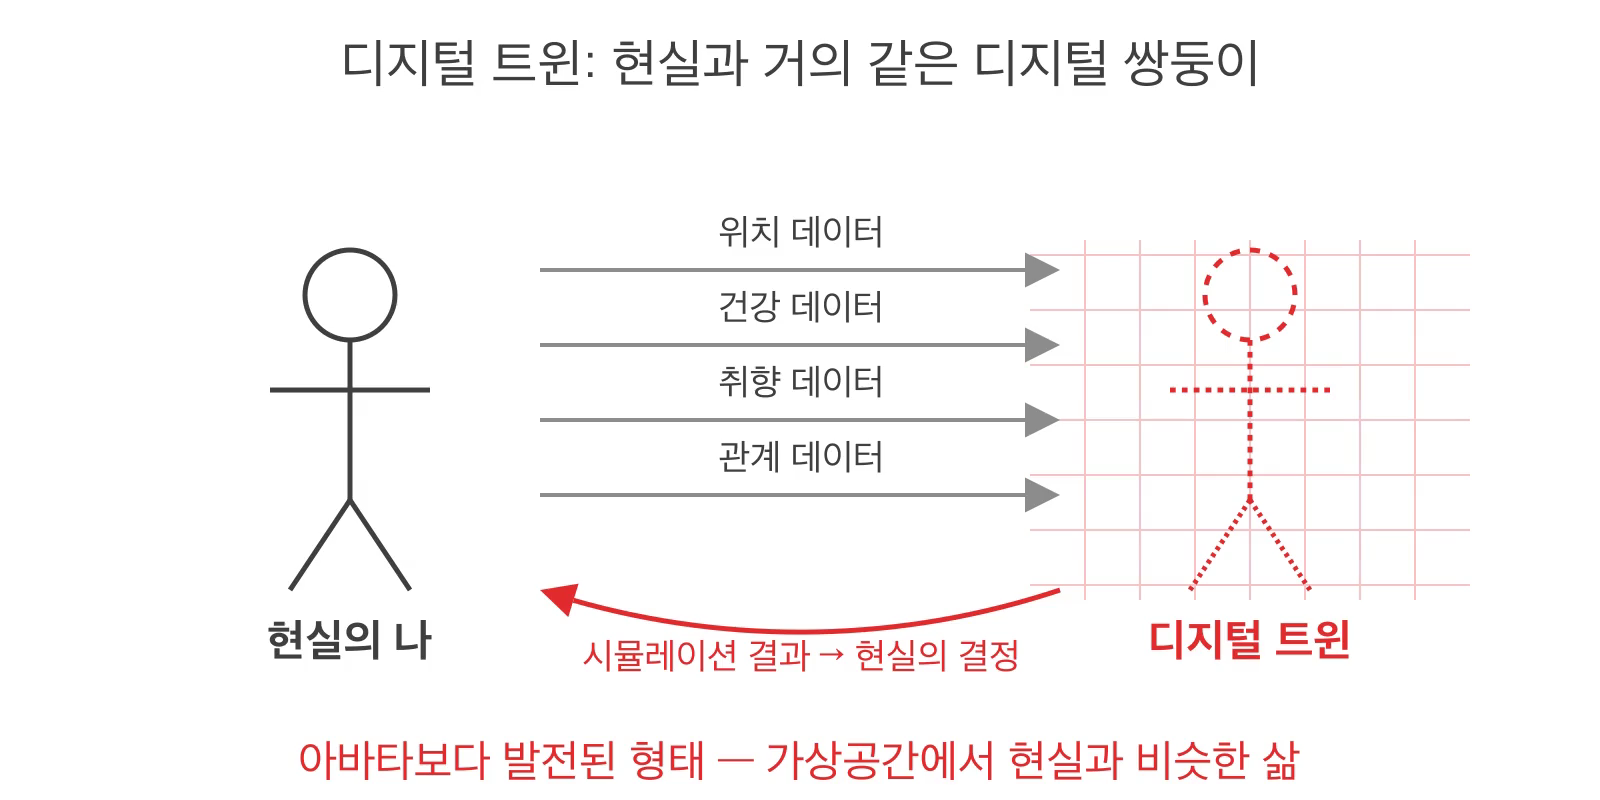 디지털 트윈: 현실과 거의 같은 디지털 쌍둥이
위치 데이터
건강 데이터
취향 데이터
관계 데이터
시뮬레이션 결과 → 현실의 결정
현실의 나
디지털 트윈
아바타보다 발전된 형태 — 가상공간에서 현실과 비슷한 삶